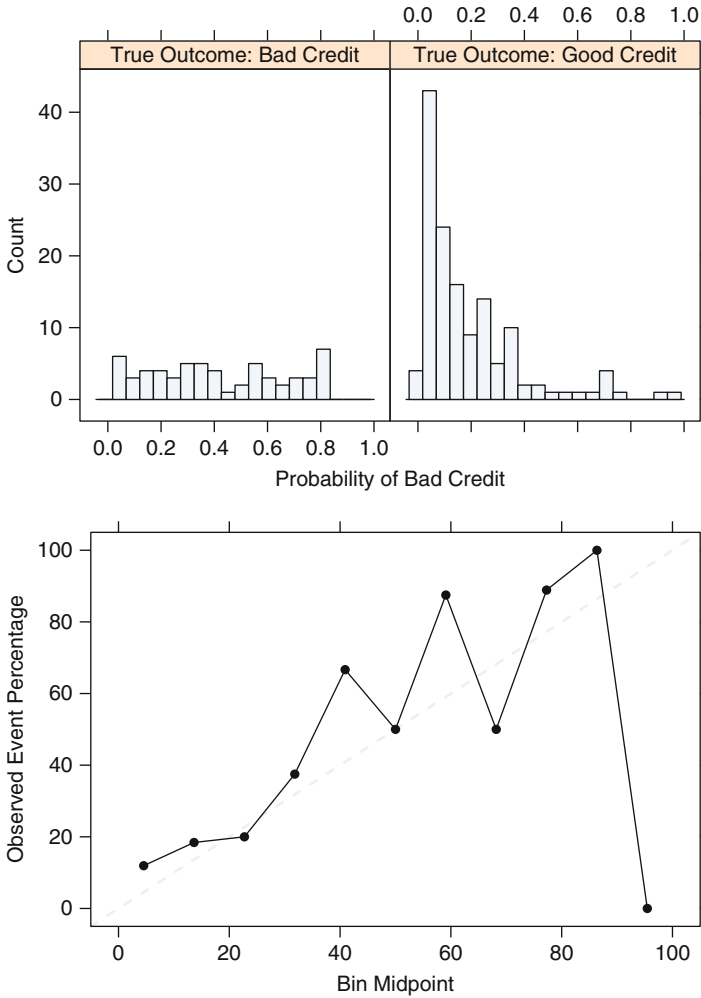 0.0 0.2 0.4 0.6 0.8 1.0
True Outcome: Bad Credit True Outcome: Good Credit
40
30
20
10
0
Count
0.0 0.2 0.4 0.6 0.8 1.0
Probability of Bad Credit
100
80
60
40
20
0
Observed Event Percentage
0 20 40 60 80 100
Bin Midpoint